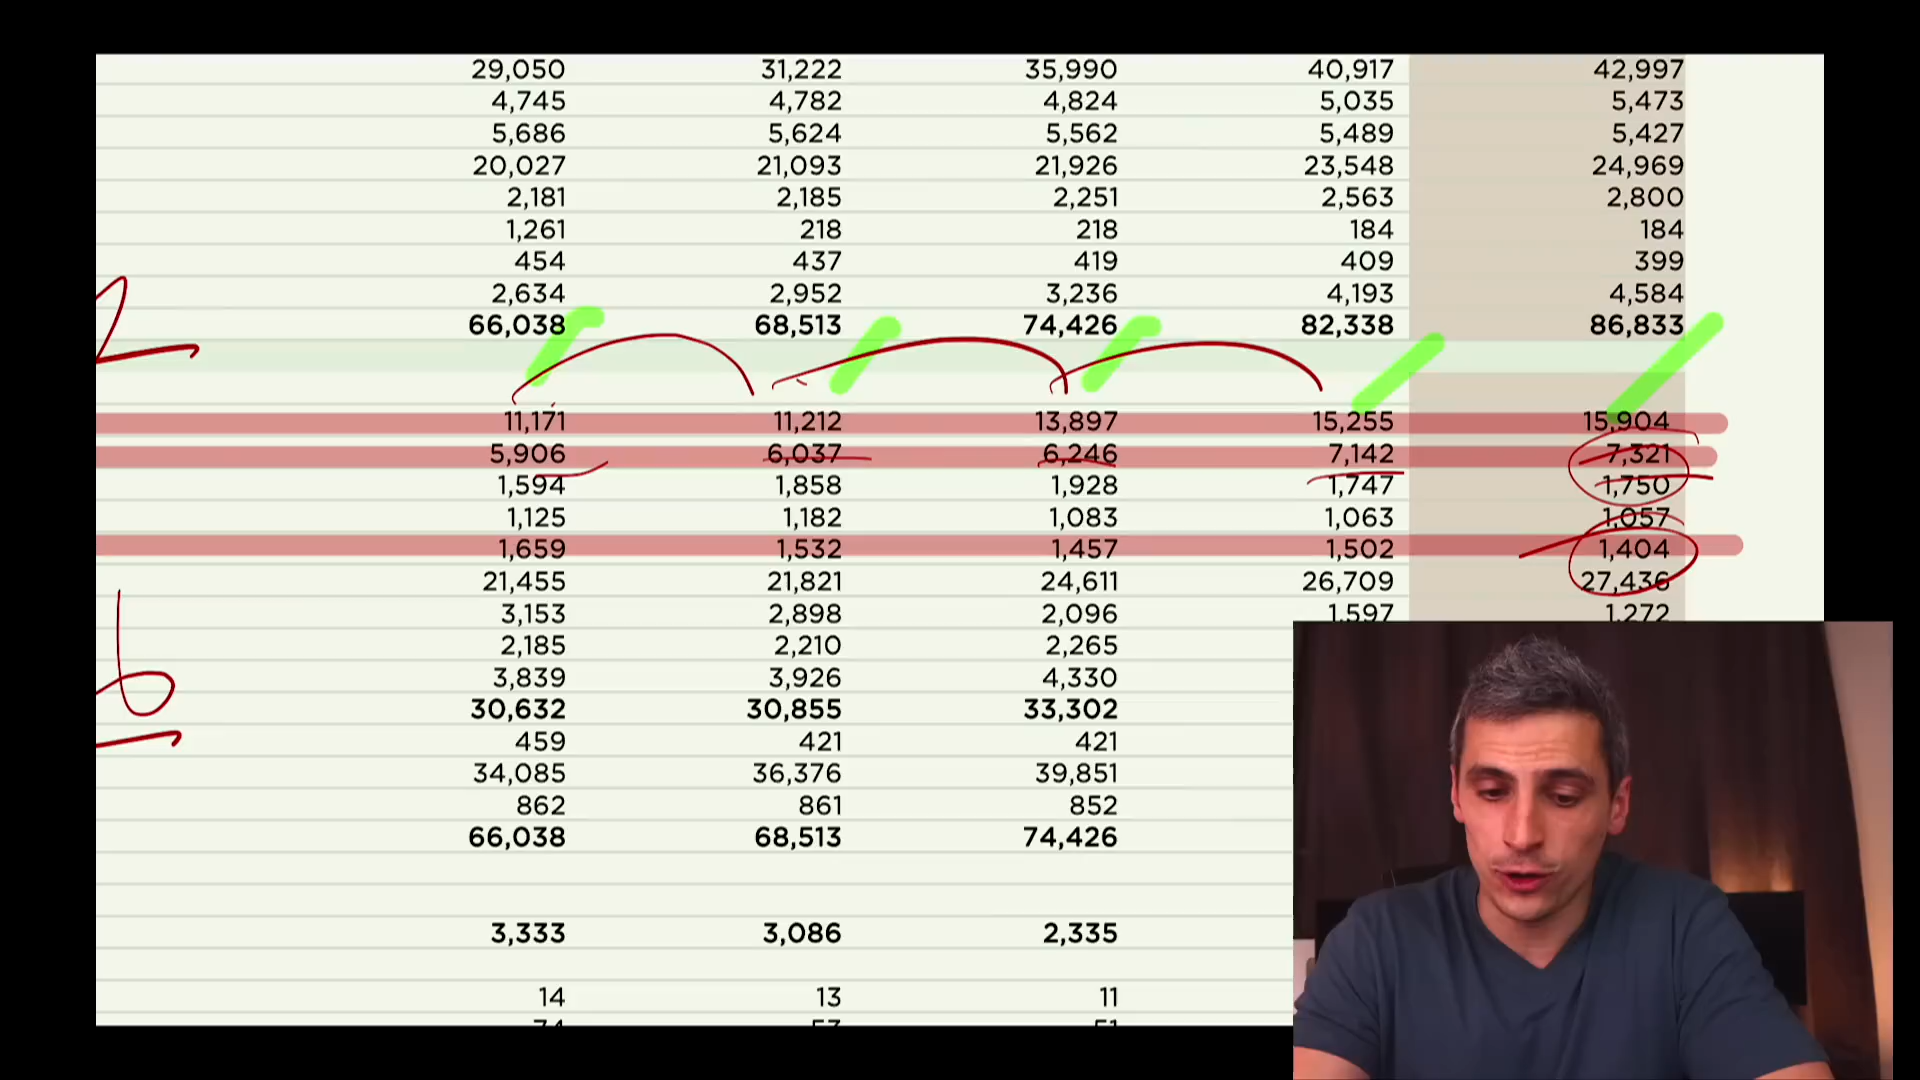 29,050 31,222 35,990 40,917 42,997
4,745 4,782 4,824 5,035 5,473
5,686 5,624 5,562 5,489 5,427
20,027 21,093 21,926 23,548 24,969
2,181 2,185 2,251 2,563 2,800
1,261 218 218 184 184
454 437 419 409 399
2,634 2,952 3,236 4,193 4,584
66,038 68,513 74,426 82,338 86,833
11,171 11,212 13,897 15,255 15,904
5,906 6,037 6,246 7,142 7,321
1,594 1,858 1,928 1,747 1,750
1,125 1,182 1,083 1,063 1,057
1,659 1,532 1,457 1,502 1,404
21,455 21,821 24,611 26,709 27,436
3,153 2,898 2,096 1,597 1,272
2,185 2,210 2,265
3,839 3,926 4,330
30,632 30,855 33,302
459 421 421
34,085 36,376 39,851
862 861 852
66,038 68,513 74,426
3,333 3,086 2,335
14 13 11